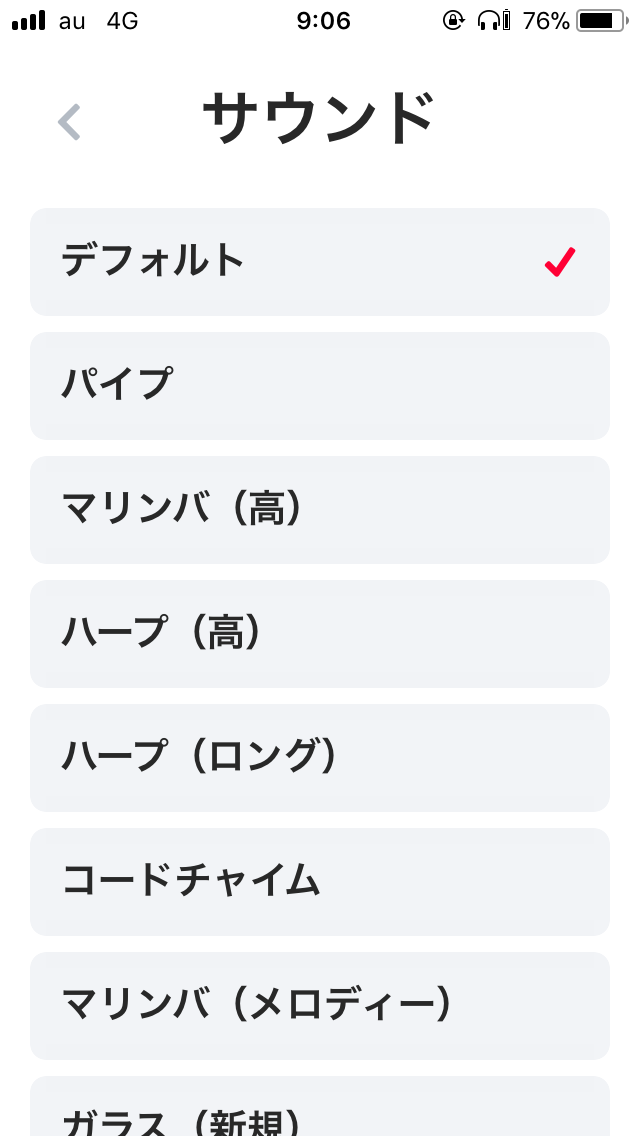 au 4G 9:06 76%
サウンド
デフォルト
パイプ
マリンバ（高）
ハープ（高）
ハープ（ロング）
コードチャイム
マリンバ（メロディー）
ガラス（新規）